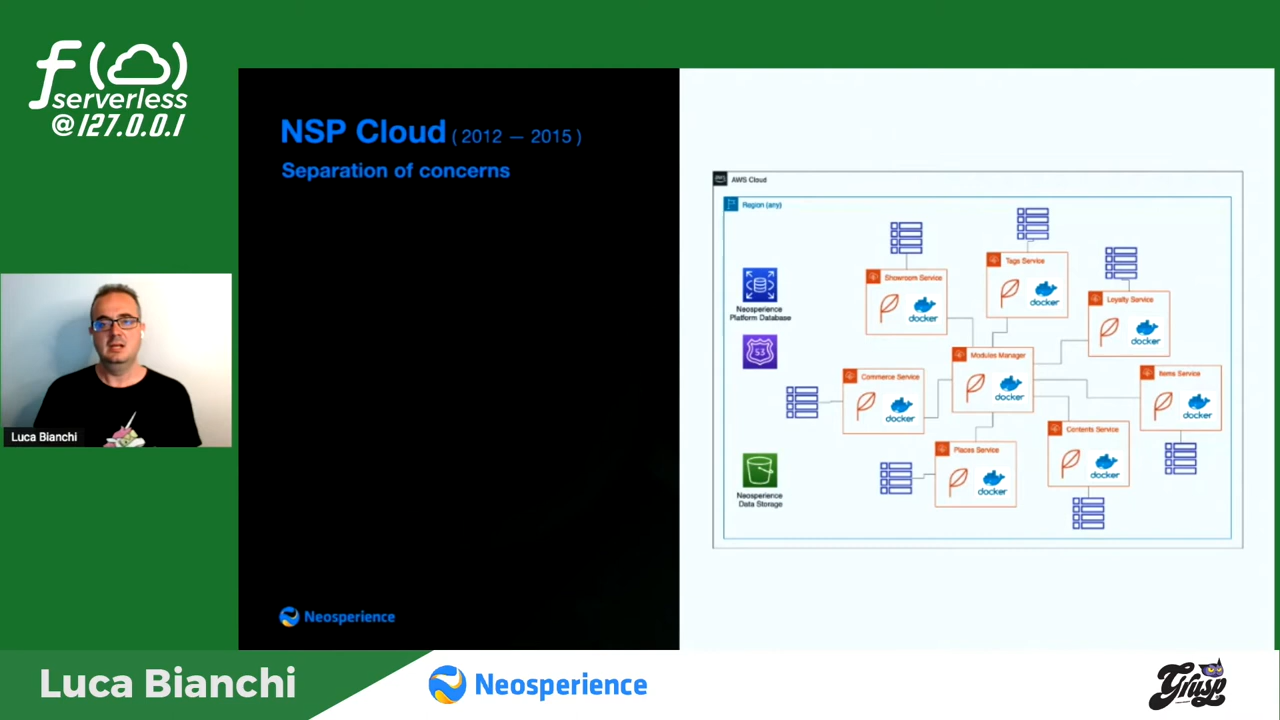 f()
serverless
@127.0.0.1
NSP Cloud ( 2012 — 2015 )
Separation of concerns
AWS Cloud
Region (any)
Neosperience
Platform Database
53
Neosperience
Data Storage
Showroom Service
docker
Tags Service
docker
Loyalty Service
docker
Modules Manager
docker
Commerce Service
docker
Items Service
docker
Contents Service
docker
Places Service
docker
Luca Bianchi
Neosperience
Luca Bianchi
Neosperience
Grusp